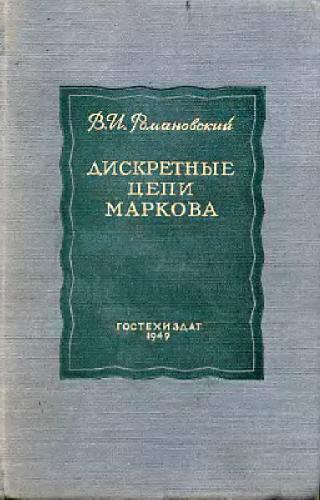 В.И. Романовский
ДИСКРЕТНЫЕ
ЦЕПИ
МАРКОВА
ГОСТЕХИЗДАТ
1949